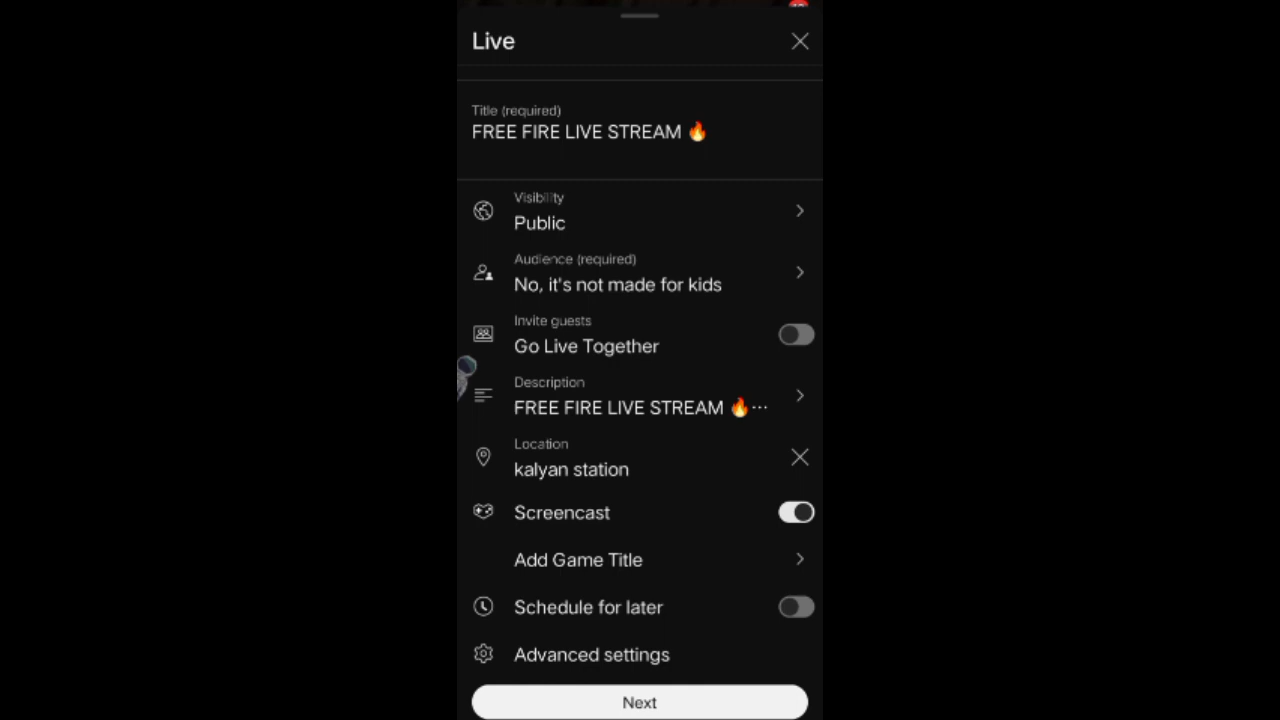 Live
Title (required)
FREE FIRE LIVE STREAM 🔥
Visibility
Public
Audience (required)
No, it's not made for kids
Invite guests
Go Live Together
Description
FREE FIRE LIVE STREAM 🔥...
Location
kalyan station
Screencast
Add Game Title
Schedule for later
Advanced settings
Next